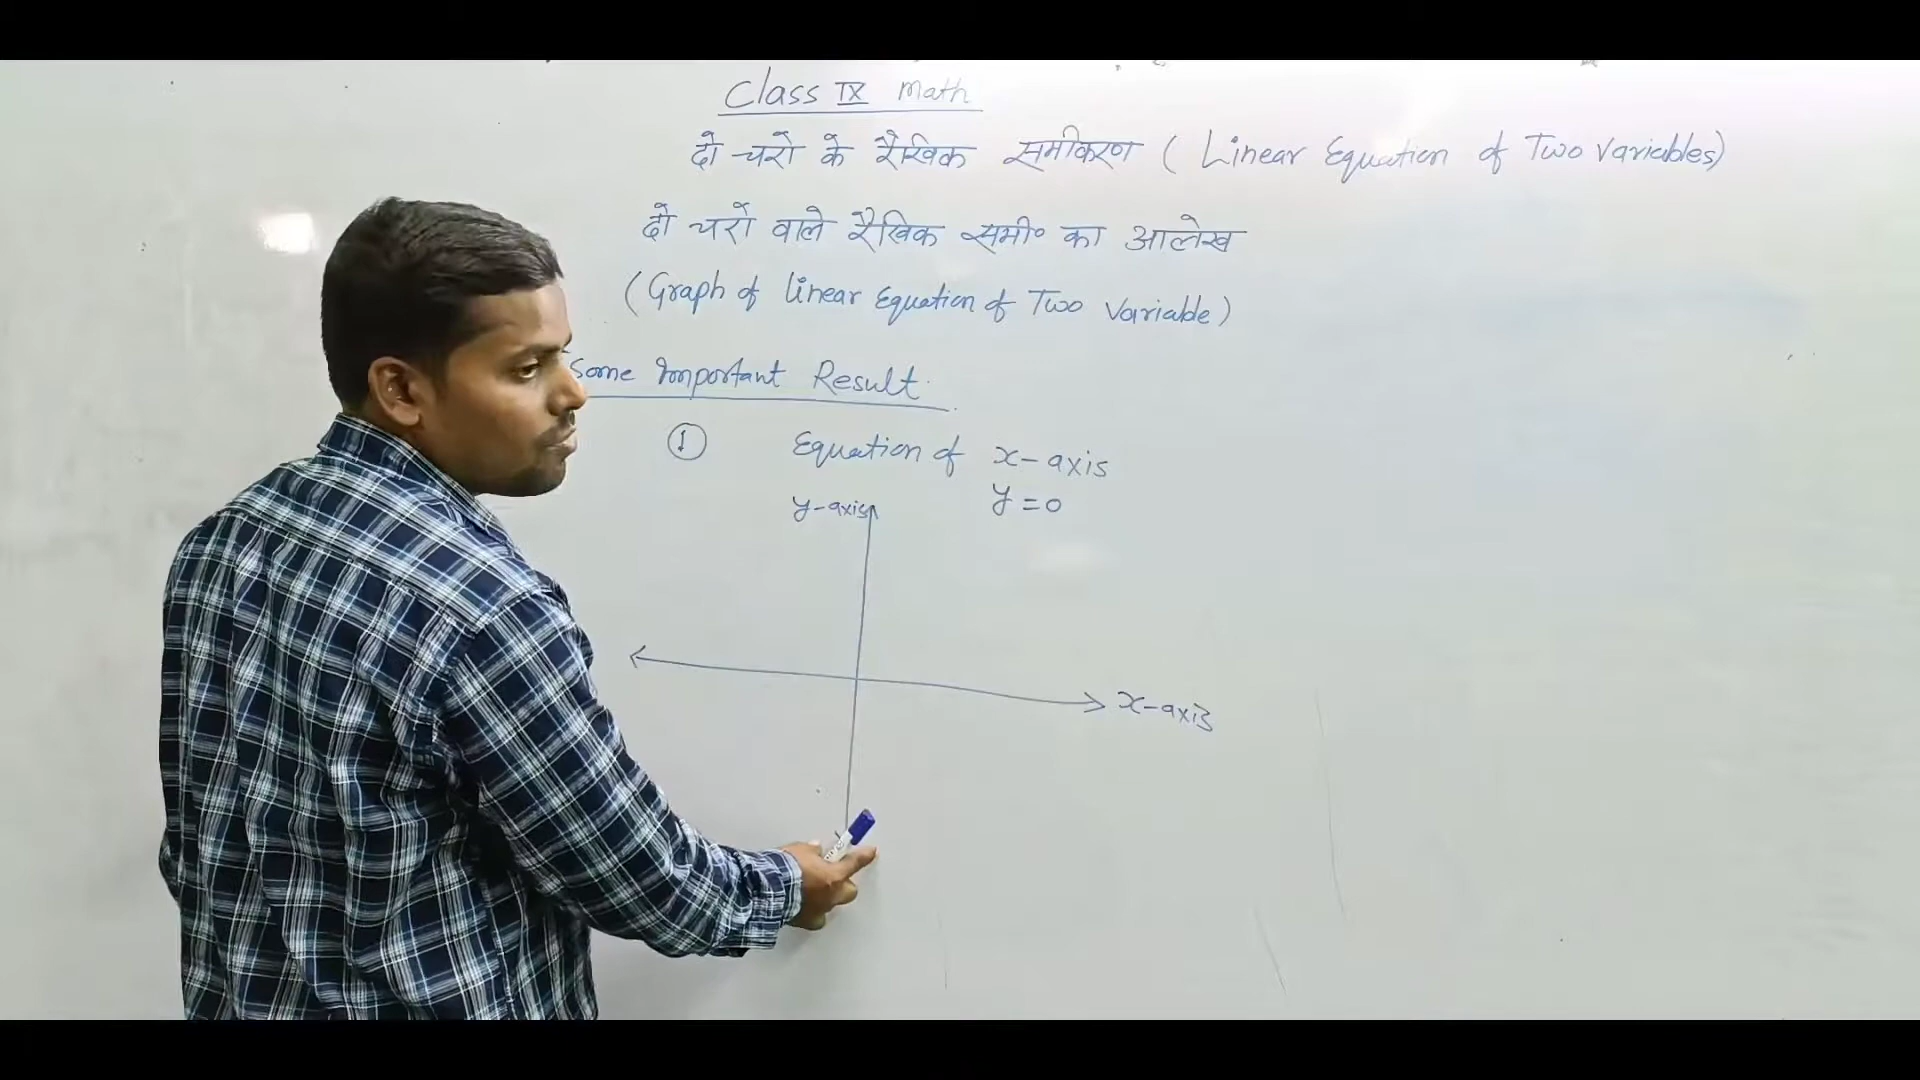 Class IX Math
दो चरो के रैखिक समीकरण ( Linear Equation of Two Variables)
दो चरों वाले रैखिक समी० का आलेख
(Graph of linear Equation of Two Variable)
Some Important Result.
① Equation of x-axis
y = 0
y-axis
x-axis